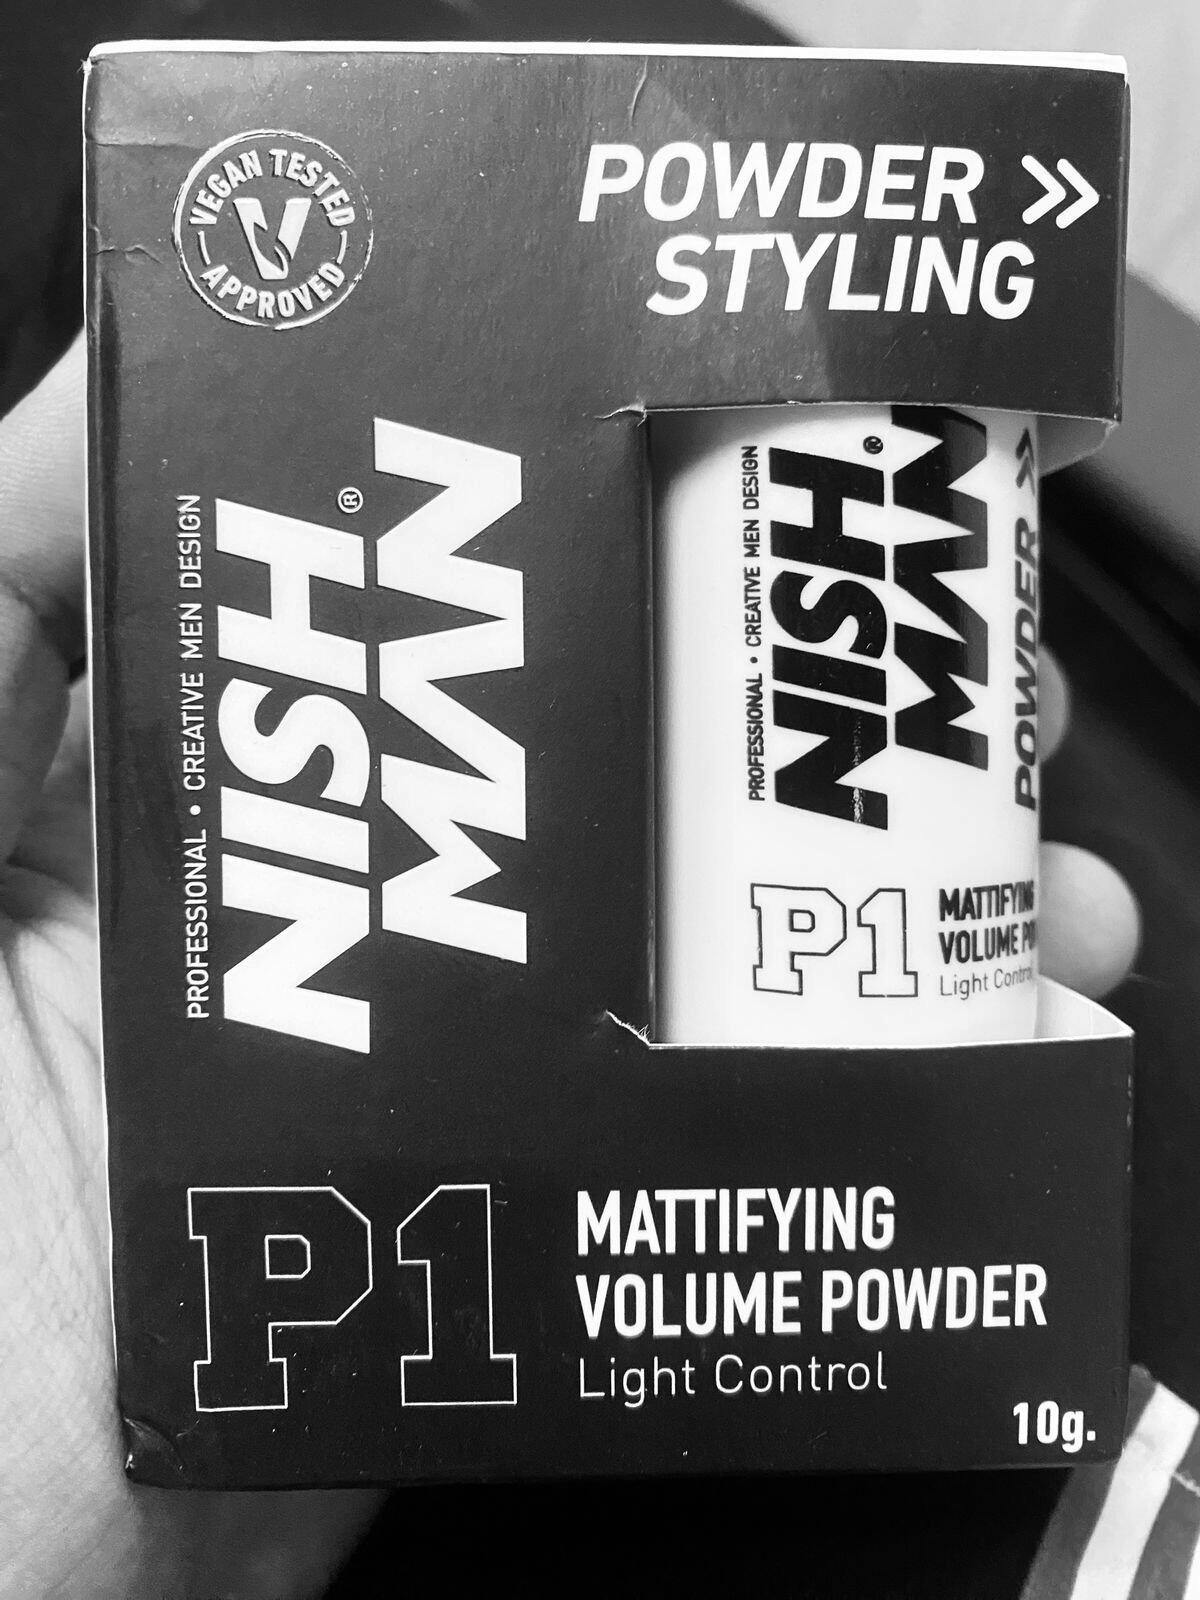 VEGAN TESTED
V
APPROVED
POWDER >>
STYLING
PROFESSIONAL • CREATIVE MEN DESIGN
NISH®
MAN
PROFESSIONAL • CREATIVE MEN DESIGN
NISH®
MAN
POWDER >>
P1
MATTIFYING
VOLUME
Light Control
P1
MATTIFYING
VOLUME POWDER
Light Control
10g.